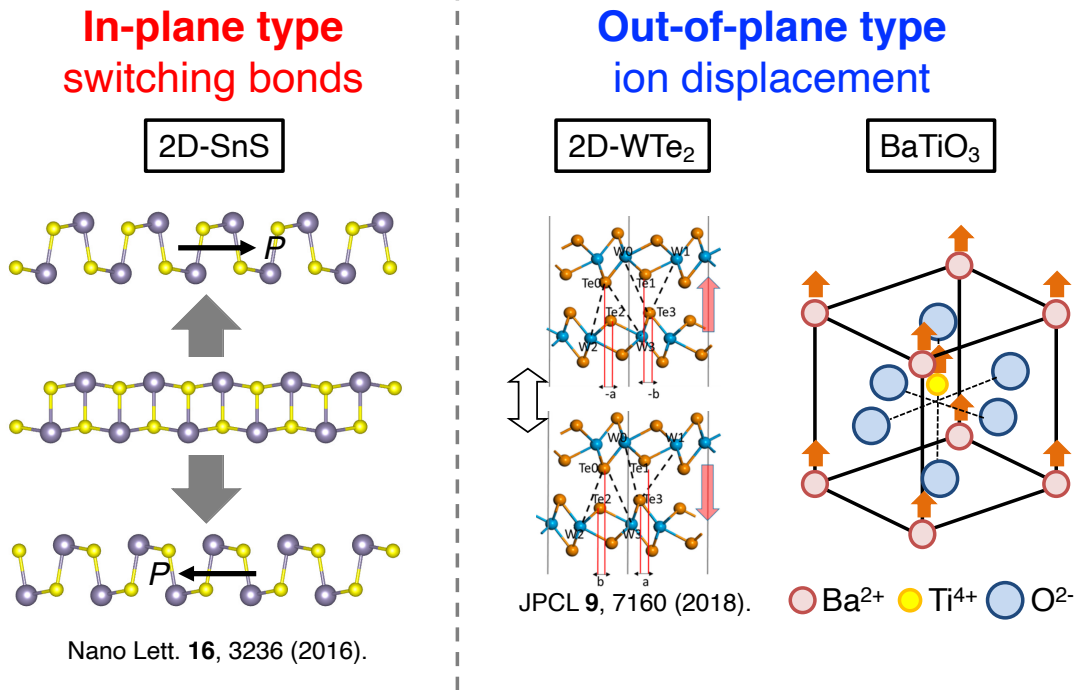 In-plane type
switching bonds
2D-SnS
P
P
Nano Lett. 16, 3236 (2016).
Out-of-plane type
ion displacement
2D-WTe₂
W0 W1
Te0 Te1
Te2 Te3
W2 W3
-a -b
W0 W1
Te0 Te1
Te2 Te3
W2 W3
b a
JPCL 9, 7160 (2018).
BaTiO₃
Ba²⁺ Ti⁴⁺ O²⁻